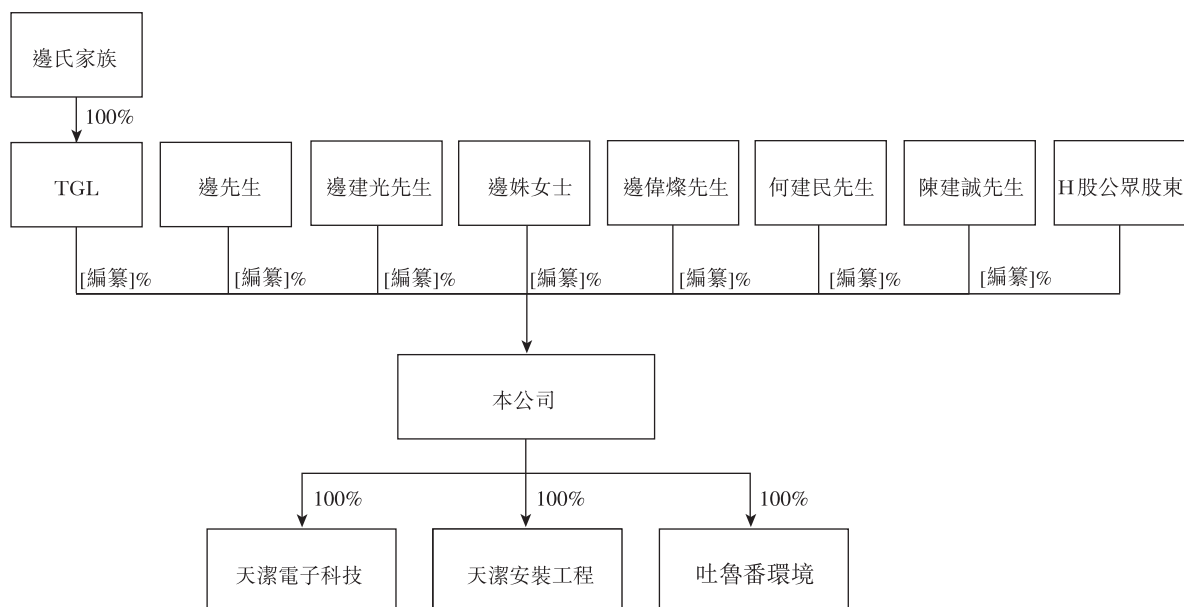 邊氏家族
100%
TGL
邊先生
邊建光先生
邊姝女士
邊偉燦先生
何建民先生
陳建誠先生
H股公眾股東
[編纂]%
[編纂]%
[編纂]%
[編纂]%
[編纂]%
[編纂]%
[編纂]%
本公司
100%
100%
100%
天潔電子科技
天潔安裝工程
吐魯番環境